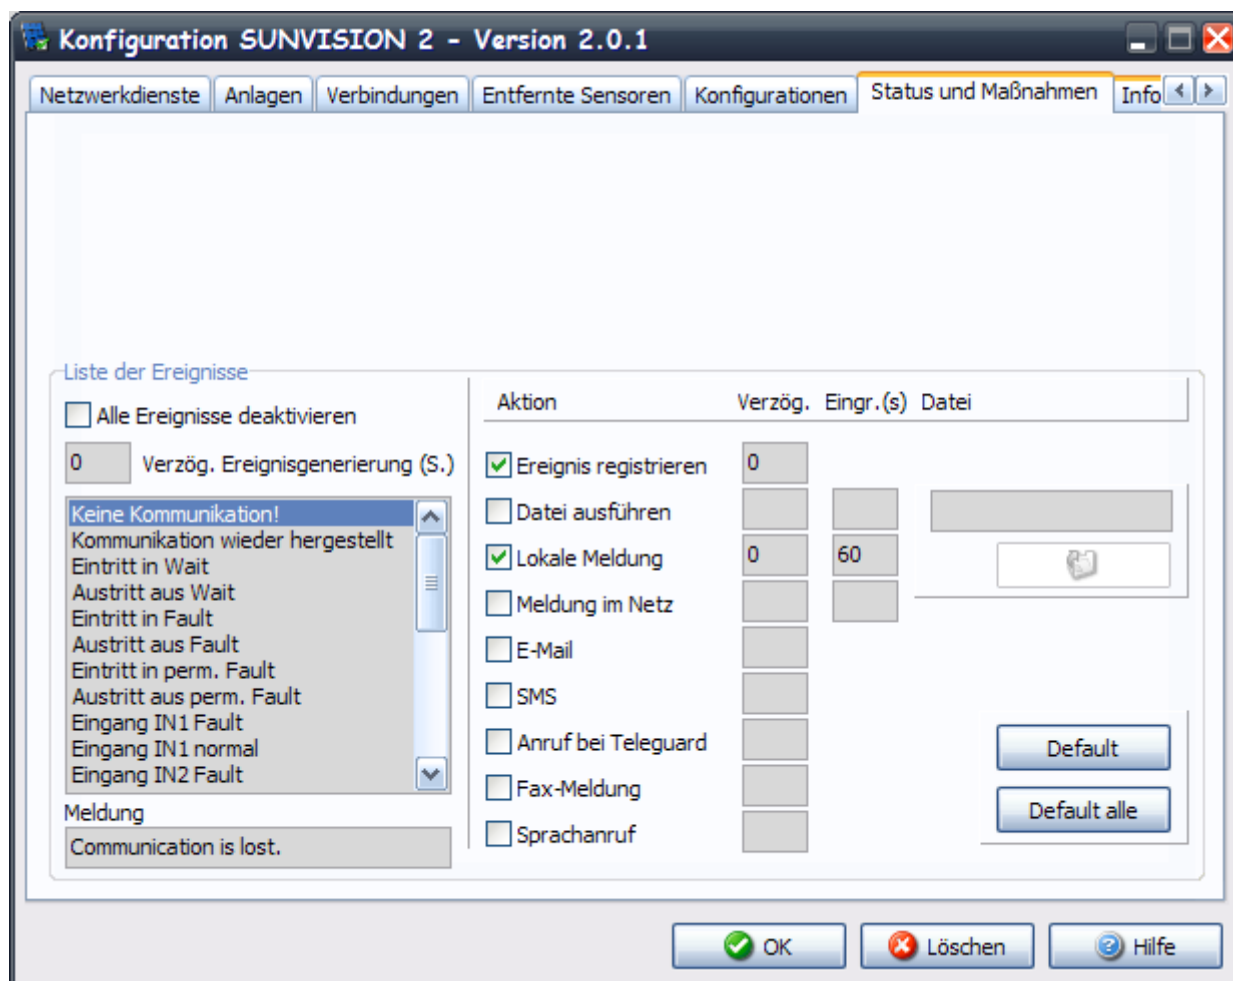 Konfiguration SUNVISION 2 - Version 2.0.1
Netzwerkdienste Anlagen Verbindungen Entfernte Sensoren Konfigurationen Status und Maßnahmen Info
Liste der Ereignisse
Alle Ereignisse deaktivieren
0 Verzög. Ereignisgenerierung (S.)
Keine Kommunikation!
Kommunikation wieder hergestellt
Eintritt in Wait
Austritt aus Wait
Eintritt in Fault
Austritt aus Fault
Eintritt in perm. Fault
Austritt aus perm. Fault
Eingang IN1 Fault
Eingang IN1 normal
Eingang IN2 Fault
Meldung
Communication is lost.
Aktion Verzög. Eingr.(s) Datei
Ereignis registrieren 0
Datei ausführen
Lokale Meldung 0 60
Meldung im Netz
E-Mail
SMS
Anruf bei Teleguard
Fax-Meldung
Sprachanruf
Default
Default alle
OK Löschen Hilfe